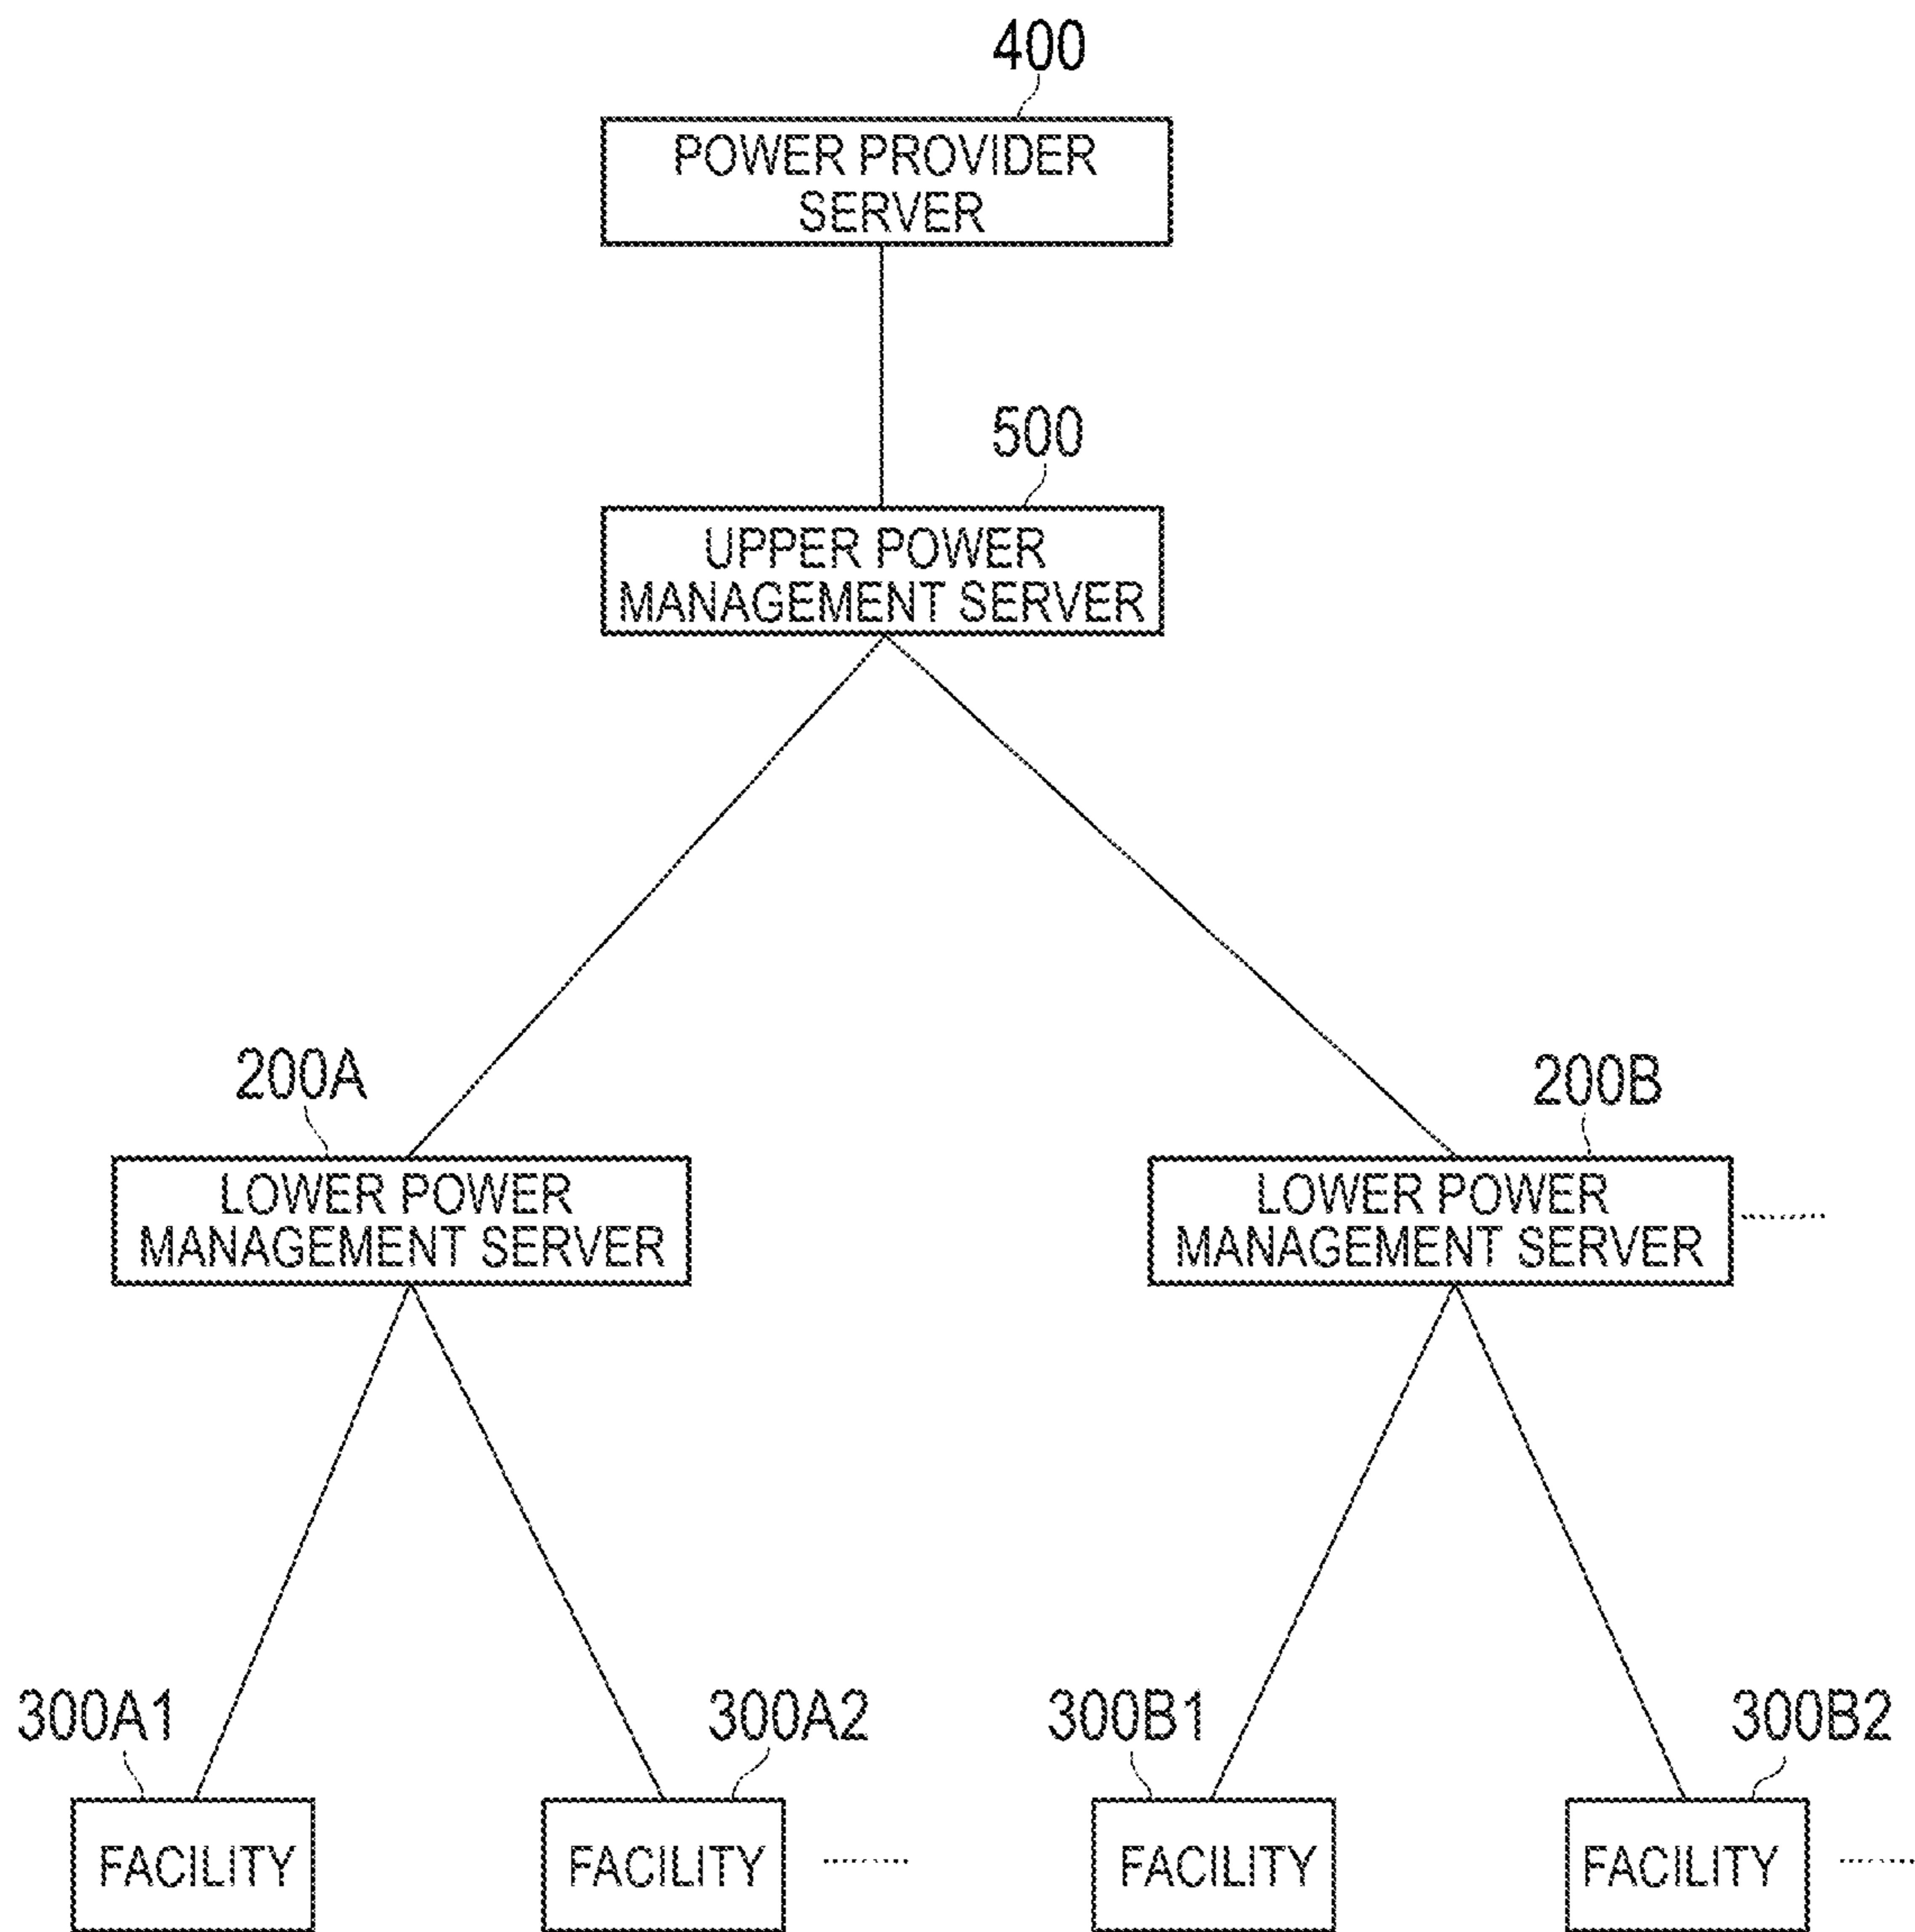 400
POWER PROVIDER
SERVER
500
UPPER POWER
MANAGEMENT SERVER
200A
200B
LOWER POWER
MANAGEMENT SERVER
LOWER POWER
MANAGEMENT SERVER
300A1
300A2
300B1
300B2
FACILITY
FACILITY
FACILITY
FACILITY